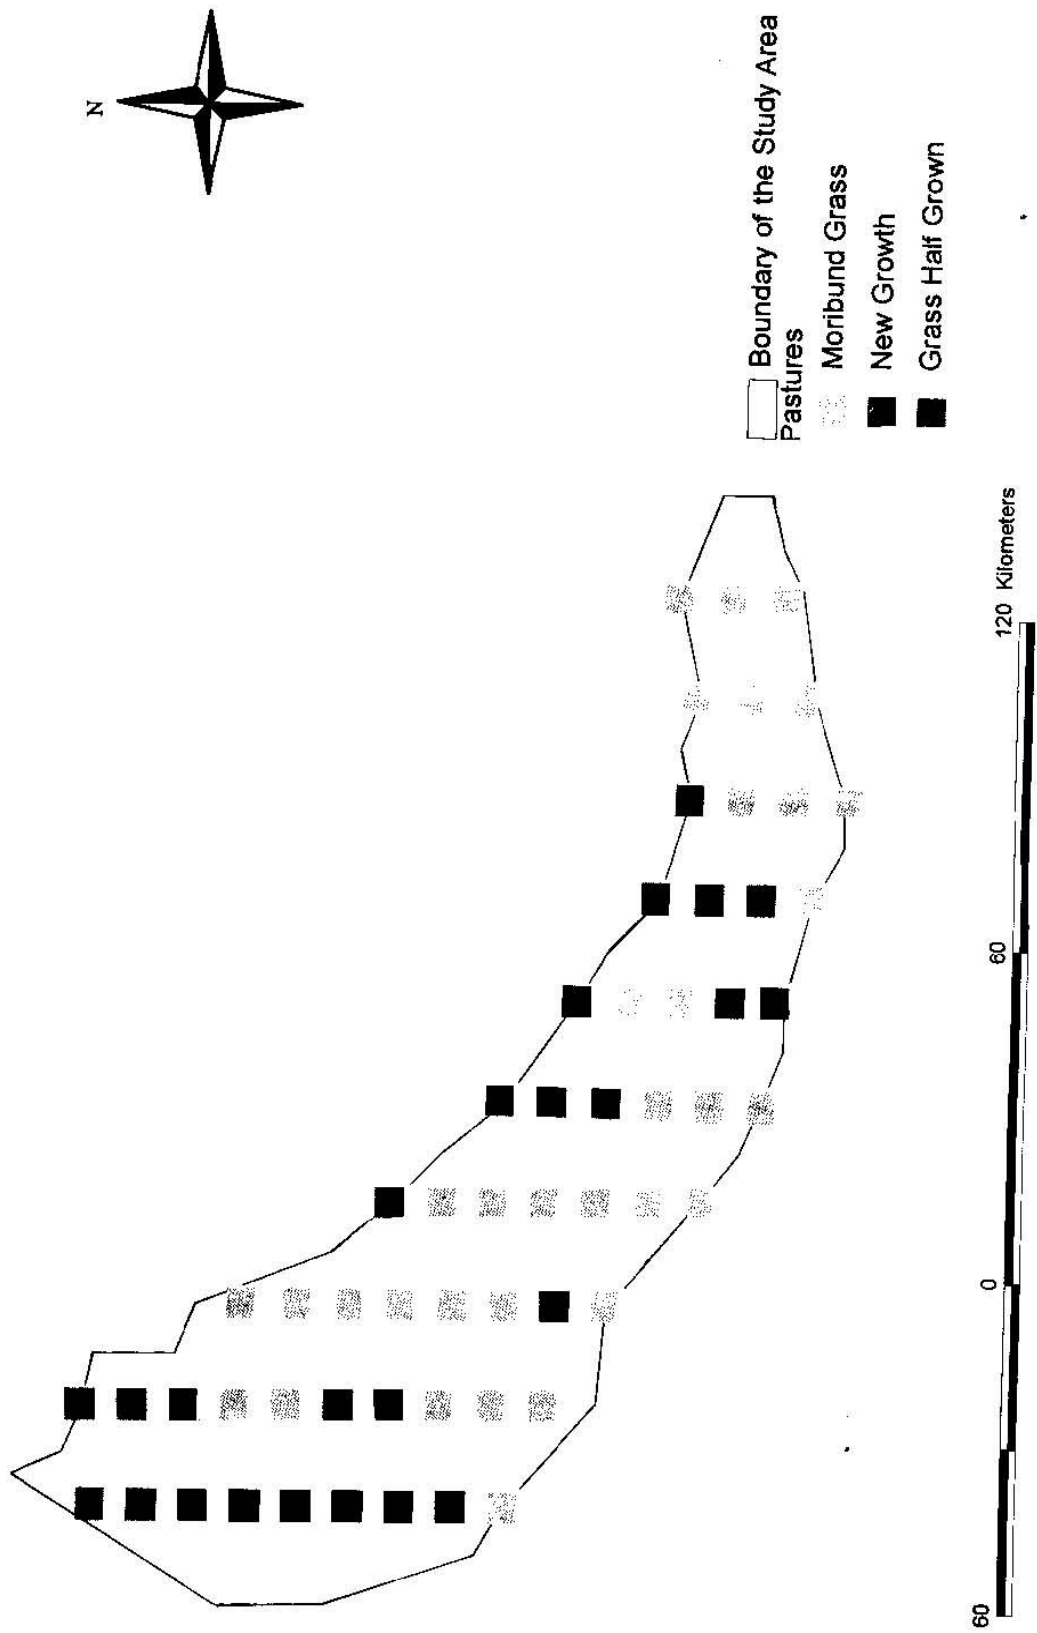 N
Boundary of the Study Area
Pastures
Moribund Grass
New Growth
Grass Half Grown
60
0
60
120 Kilometers